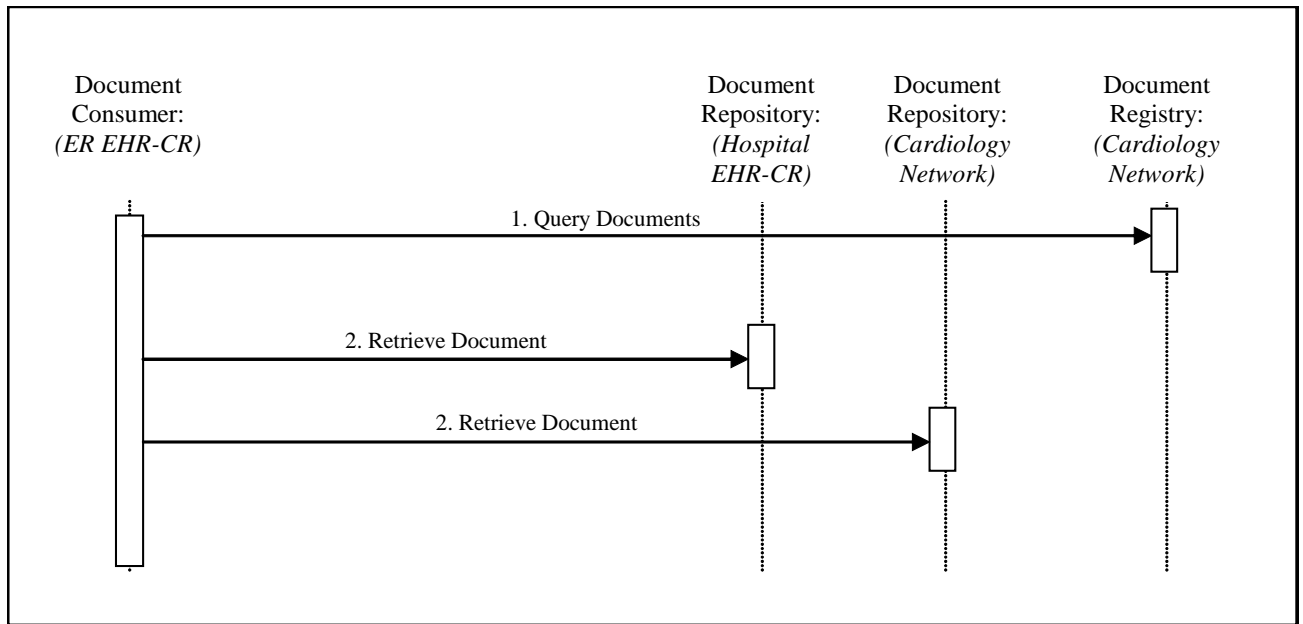 Document
Consumer:
(ER EHR-CR)
Document
Repository:
(Hospital
EHR-CR)
Document
Repository:
(Cardiology
Network)
Document
Registry:
(Cardiology
Network)
1. Query Documents
2. Retrieve Document
2. Retrieve Document